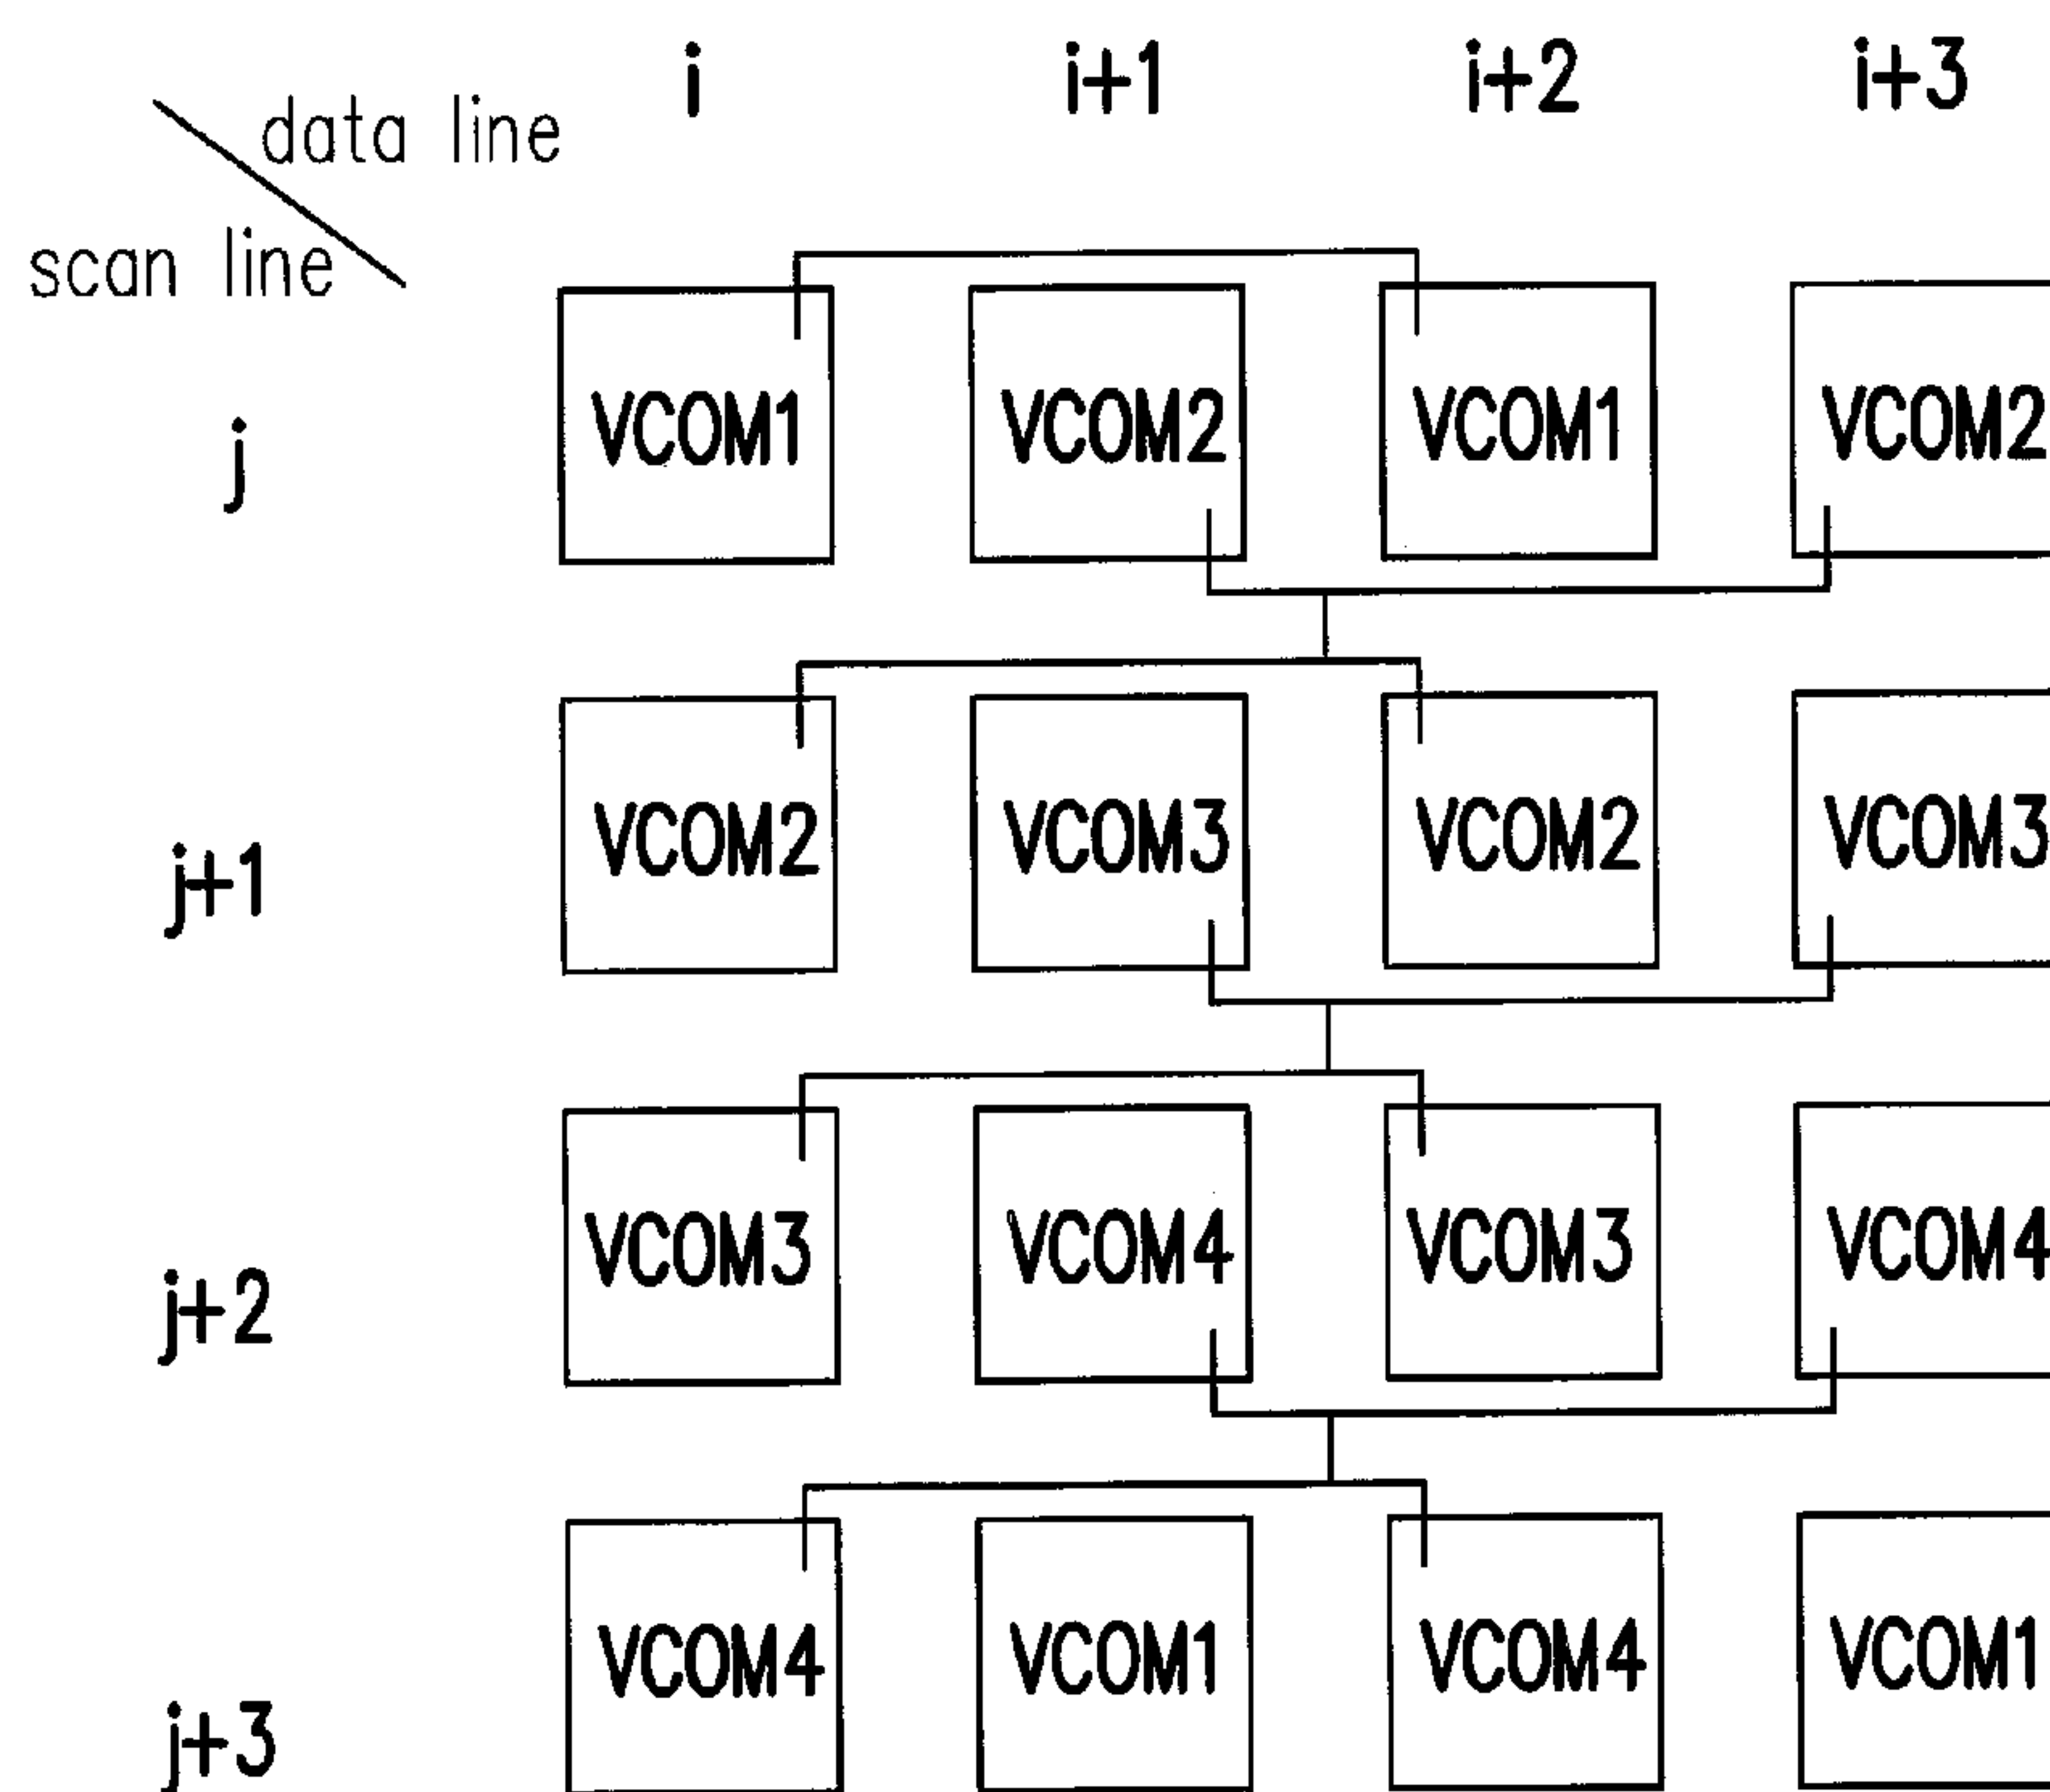 i i+1 i+2 i+3
data line
scan line
j VCOM1 VCOM2 VCOM1 VCOM2
j+1 VCOM2 VCOM3 VCOM2 VCOM3
j+2 VCOM3 VCOM4 VCOM3 VCOM4
j+3 VCOM4 VCOM1 VCOM4 VCOM1